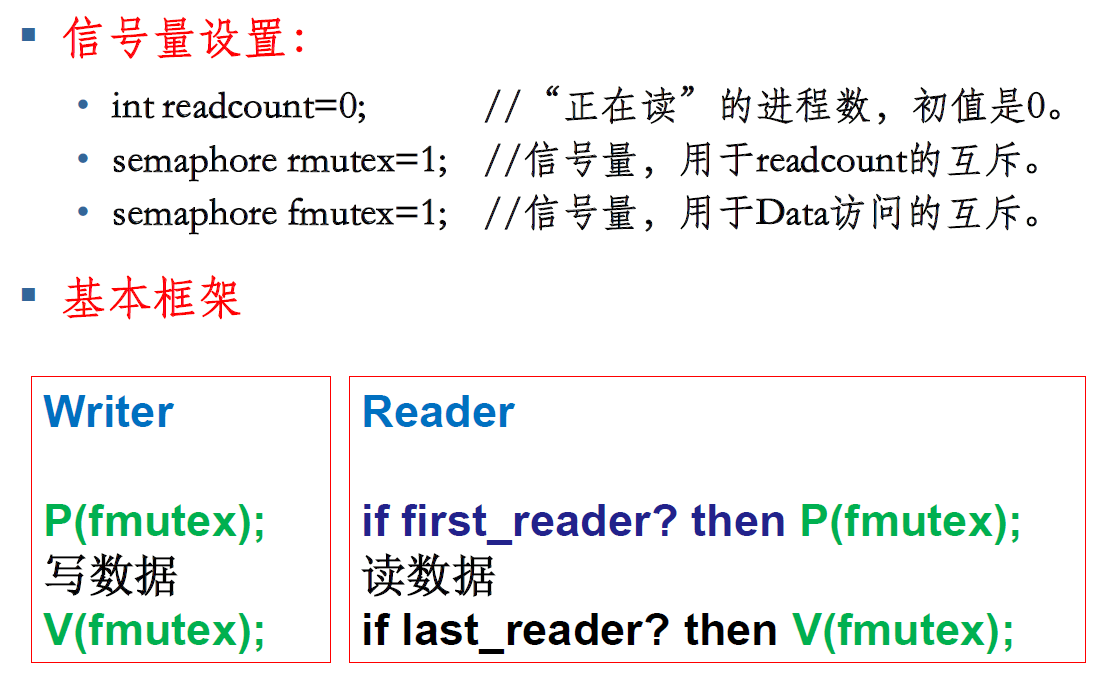 信号量设置：
int readcount=0; //“正在读”的进程数，初值是0。
semaphore rmutex=1; //信号量，用于readcount的互斥。
semaphore fmutex=1; //信号量，用于Data访问的互斥。
基本框架
Writer
P(fmutex);
写数据
V(fmutex);
Reader
if first_reader? then P(fmutex);
读数据
if last_reader? then V(fmutex);